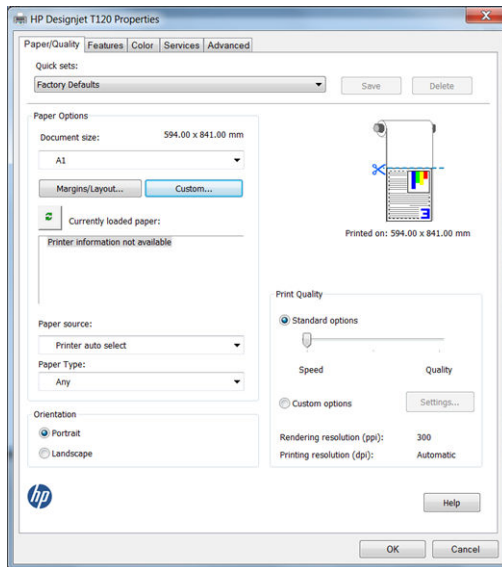 HP Designjet T120 Properties
Paper/Quality Features Color Services Advanced
Quick sets:
Factory Defaults
Save Delete
Paper Options
Document size: 594.00 x 841.00 mm
A1
Margins/Layout... Custom...
Currently loaded paper:
Printer information not available
Printed on: 594.00 x 841.00 mm
Paper source:
Printer auto select
Paper Type:
Any
Orientation
Portrait
Landscape
Print Quality
Standard options
Speed Quality
Custom options Settings...
Rendering resolution (ppi): 300
Printing resolution (dpi): Automatic
hp
Help
OK Cancel